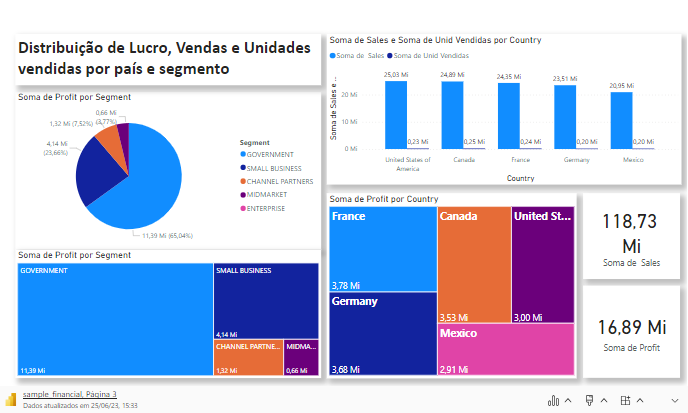 Distribuição de Lucro, Vendas e Unidades
vendidas por país e segmento
Soma de Profit por Segment
0,66 Mi
(3,77%)
1,32 Mi (7,52%)
4,14 Mi
(23,66%)
11,39 Mi (65,04%)
Segment
GOVERNMENT
SMALL BUSINESS
CHANNEL PARTNERS
MIDMARKET
ENTERPRISE
Soma de Sales e Soma de Unid Vendidas por Country
Soma de Sales
Soma de Unid Vendidas
Soma de Sales e ...
20 Mi
10 Mi
0 Mi
25,03 Mi
24,89 Mi
24,35 Mi
23,51 Mi
20,95 Mi
0,23 Mi
0,25 Mi
0,24 Mi
0,20 Mi
0,20 Mi
United States of
America
Canada
France
Germany
Mexico
Country
Soma de Profit por Segment
GOVERNMENT
11,39 Mi
SMALL BUSINESS
4,14 Mi
CHANNEL PARTNE...
1,32 Mi
MIDMA...
0,66 Mi
Soma de Profit por Country
France
3,78 Mi
Germany
3,68 Mi
Canada
3,53 Mi
United St...
3,00 Mi
Mexico
2,91 Mi
118,73
Mi
Soma de Sales
16,89 Mi
Soma de Profit
sample_financial, Página 3
Dados atualizados em 25/06/23, 15:33